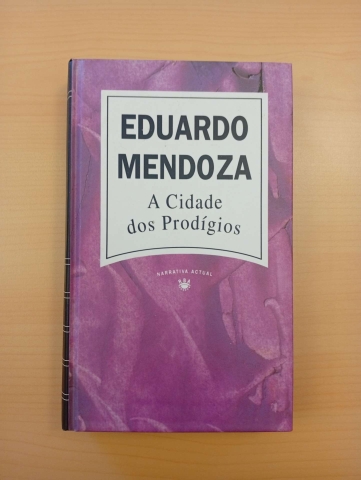 EDUARDO
MENDOZA
A Cidade
dos Prodígios
NARRATIVA ACTUAL